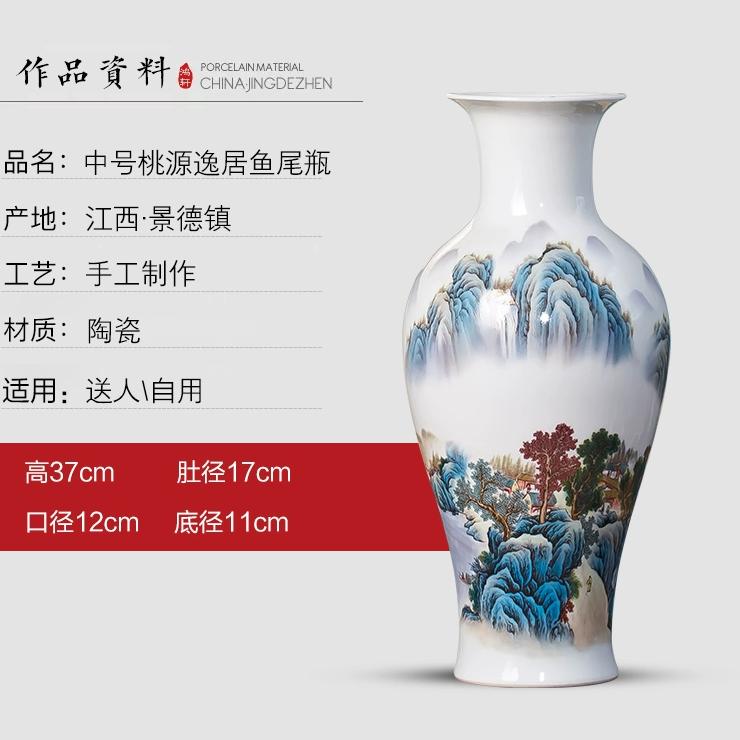 作品資料 鴻軒 PORCELAIN MATERIAL
CHINA·JINGDEZHEN
品名：中号桃源逸居鱼尾瓶
产地：江西·景德镇
工艺：手工制作
材质：陶瓷
适用：送人\自用
高37cm 肚径17cm
口径12cm 底径11cm